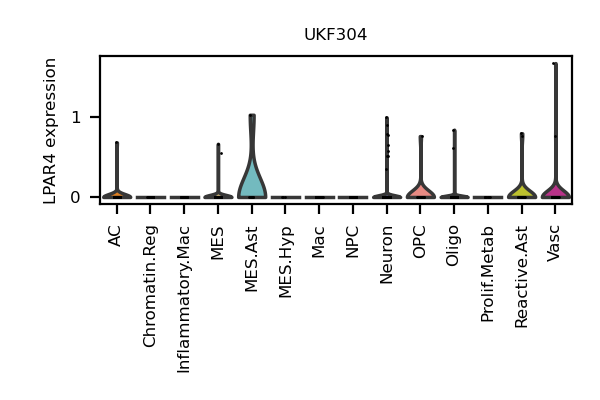 UKF304
LPAR4 expression
1
0
AC
Chromatin.Reg
Inflammatory.Mac
MES
MES.Ast
MES.Hyp
Mac
NPC
Neuron
OPC
Oligo
Prolif.Metab
Reactive.Ast
Vasc